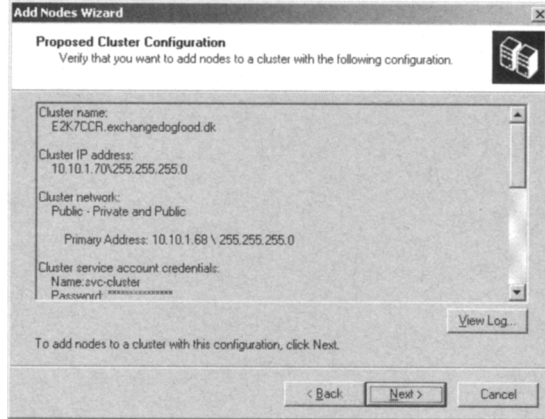 Add Nodes Wizard
Proposed Cluster Configuration
Verify that you want to add nodes to a cluster with the following configuration.
Cluster name:
E2K7CCR.exchangedogfood.dk
Cluster IP address:
10.10.1.70\255.255.255.0
Cluster network:
Public - Private and Public
Primary Address: 10.10.1.68 \ 255.255.255.0
Cluster service account credentials:
Name: svc-cluster
Password: ***************
View Log...
To add nodes to a cluster with this configuration, click Next.
< Back
Next >
Cancel